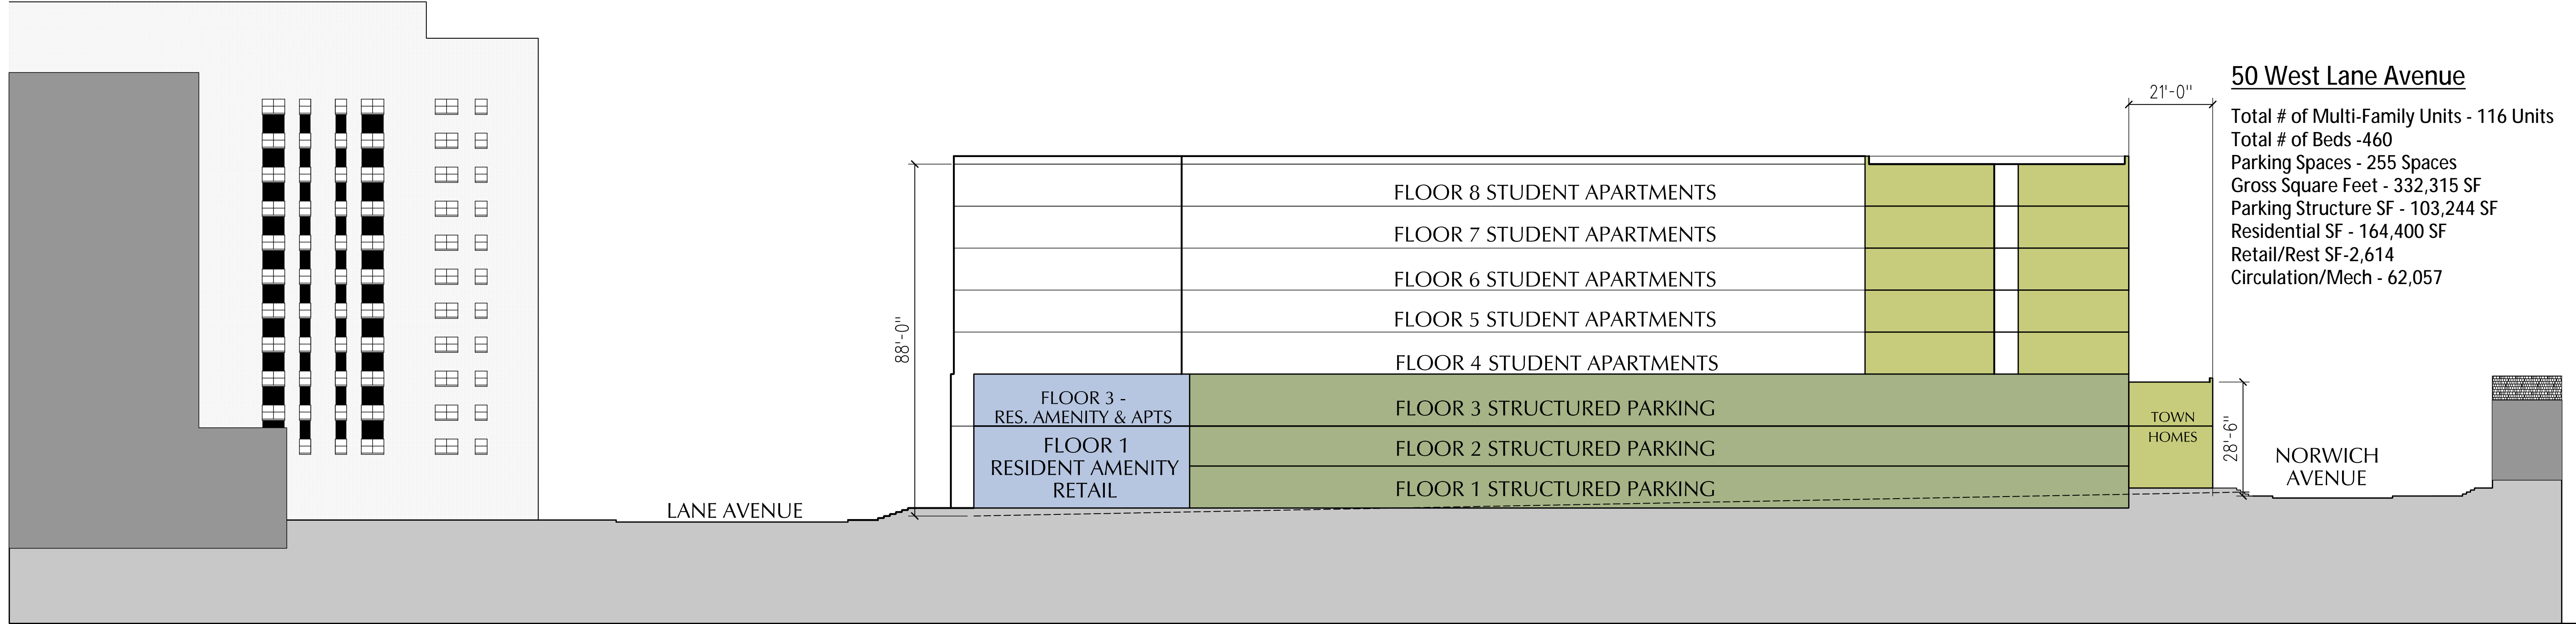 50 West Lane Avenue
Total # of Multi-Family Units - 116 Units
Total # of Beds -460
Parking Spaces - 255 Spaces
Gross Square Feet - 332,315 SF
Parking Structure SF - 103,244 SF
Residential SF - 164,400 SF
Retail/Rest SF-2,614
Circulation/Mech - 62,057
21'-0"
88'-0"
FLOOR 8 STUDENT APARTMENTS
FLOOR 7 STUDENT APARTMENTS
FLOOR 6 STUDENT APARTMENTS
FLOOR 5 STUDENT APARTMENTS
FLOOR 4 STUDENT APARTMENTS
FLOOR 3 -
RES. AMENITY & APTS
FLOOR 1
RESIDENT AMENITY
RETAIL
FLOOR 3 STRUCTURED PARKING
FLOOR 2 STRUCTURED PARKING
FLOOR 1 STRUCTURED PARKING
TOWN
HOMES
28'-6"
NORWICH
AVENUE
LANE AVENUE